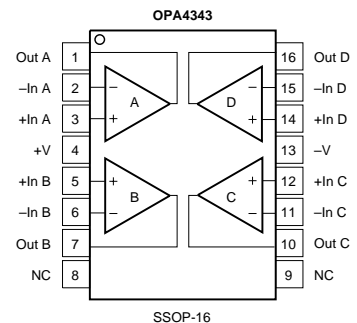 OPA4343
Out A 1 16 Out D
–In A 2 – – 15 –In D
+In A 3 + A D + 14 +In D
+V 4 13 –V
+In B 5 + + 12 +In C
–In B 6 – B C – 11 –In C
Out B 7 10 Out C
NC 8 9 NC
SSOP-16